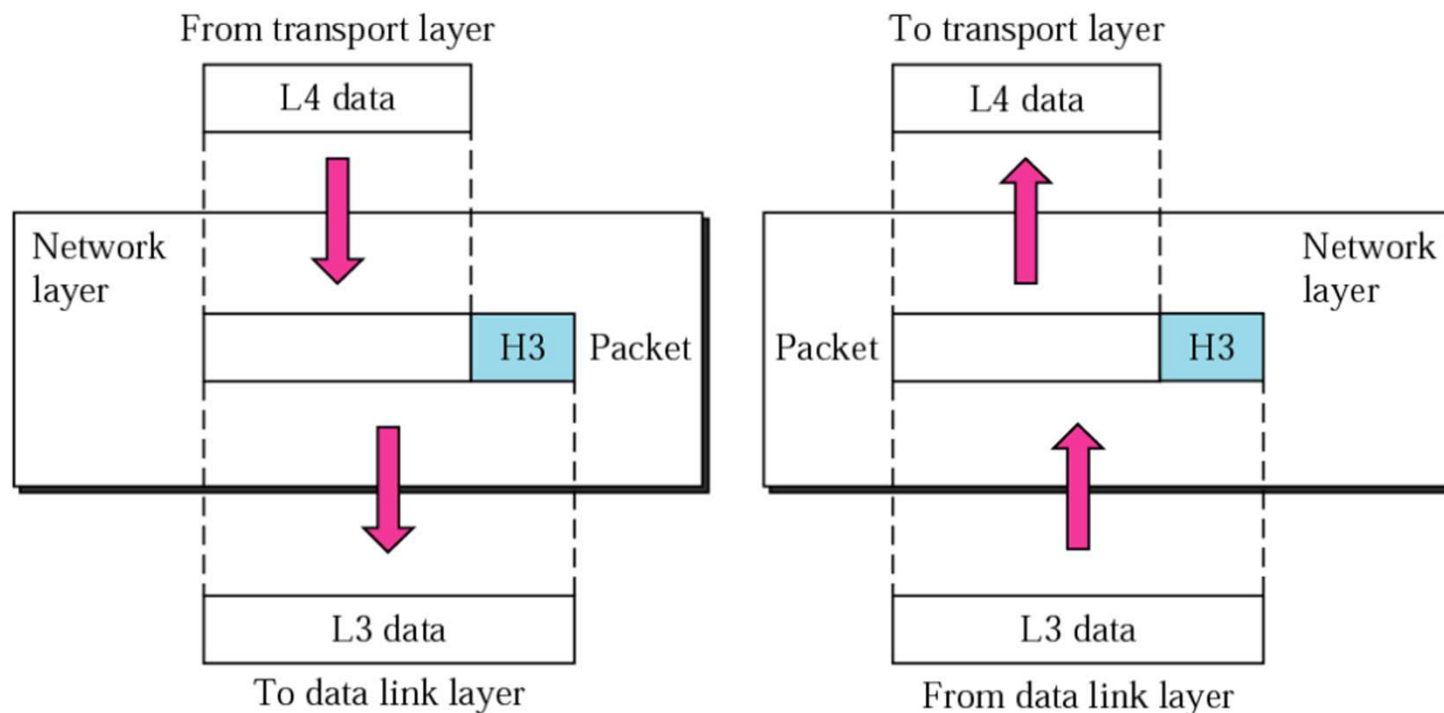 From transport layer
L4 data
Network
layer
H3
Packet
L3 data
To data link layer
To transport layer
L4 data
Network
layer
Packet
H3
L3 data
From data link layer